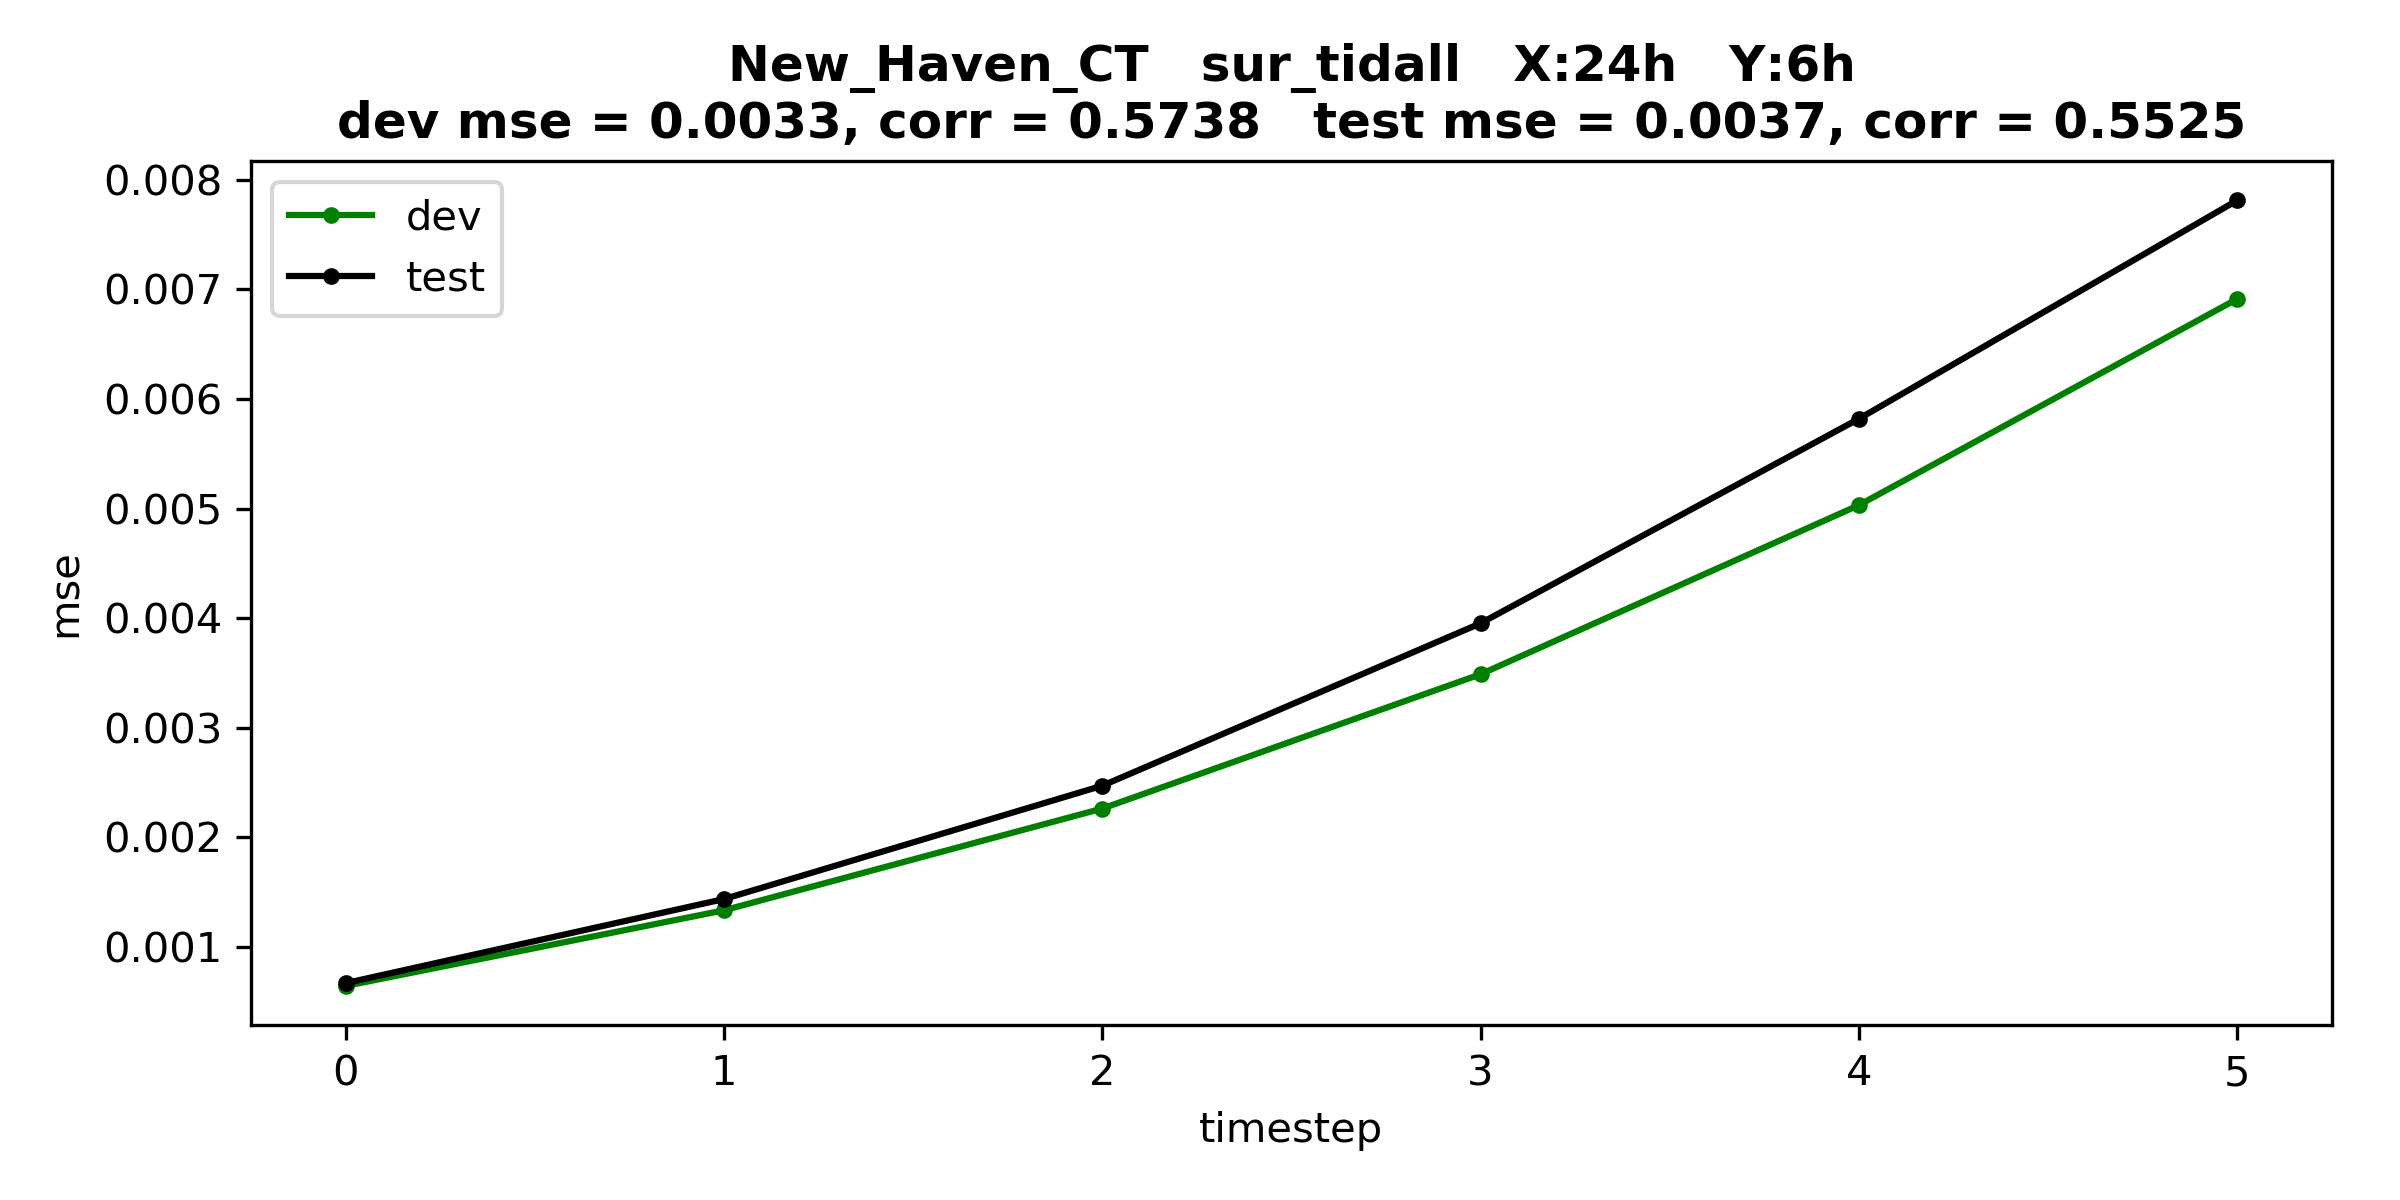 New_Haven_CT   sur_tidall   X:24h   Y:6h
dev mse = 0.0033, corr = 0.5738   test mse = 0.0037, corr = 0.5525
0.008
0.007
0.006
0.005
0.004
0.003
0.002
0.001
mse
dev
test
0 1 2 3 4 5
timestep